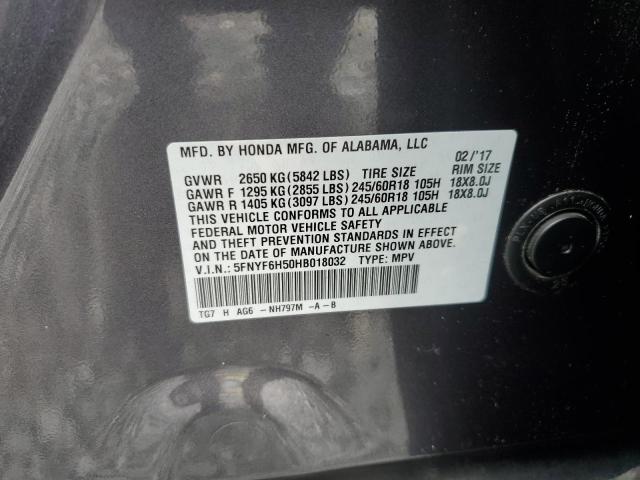 MFD. BY HONDA MFG. OF ALABAMA, LLC 02/'17
GVWR 2650 KG(5842 LBS) TIRE SIZE RIM SIZE
GAWR F 1295 KG(2855 LBS) 245/60R18 105H 18X8.0J
GAWR R 1405 KG(3097 LBS) 245/60R18 105H 18X8.0J
THIS VEHICLE CONFORMS TO ALL APPLICABLE
FEDERAL MOTOR VEHICLE SAFETY
AND THEFT PREVENTION STANDARDS IN EFFECT
ON THE DATE OF MANUFACTURE SHOWN ABOVE.
V.I.N.: 5FNYF6H50HB018032 TYPE: MPV
TG7 H AG6 -NH797M -A-B